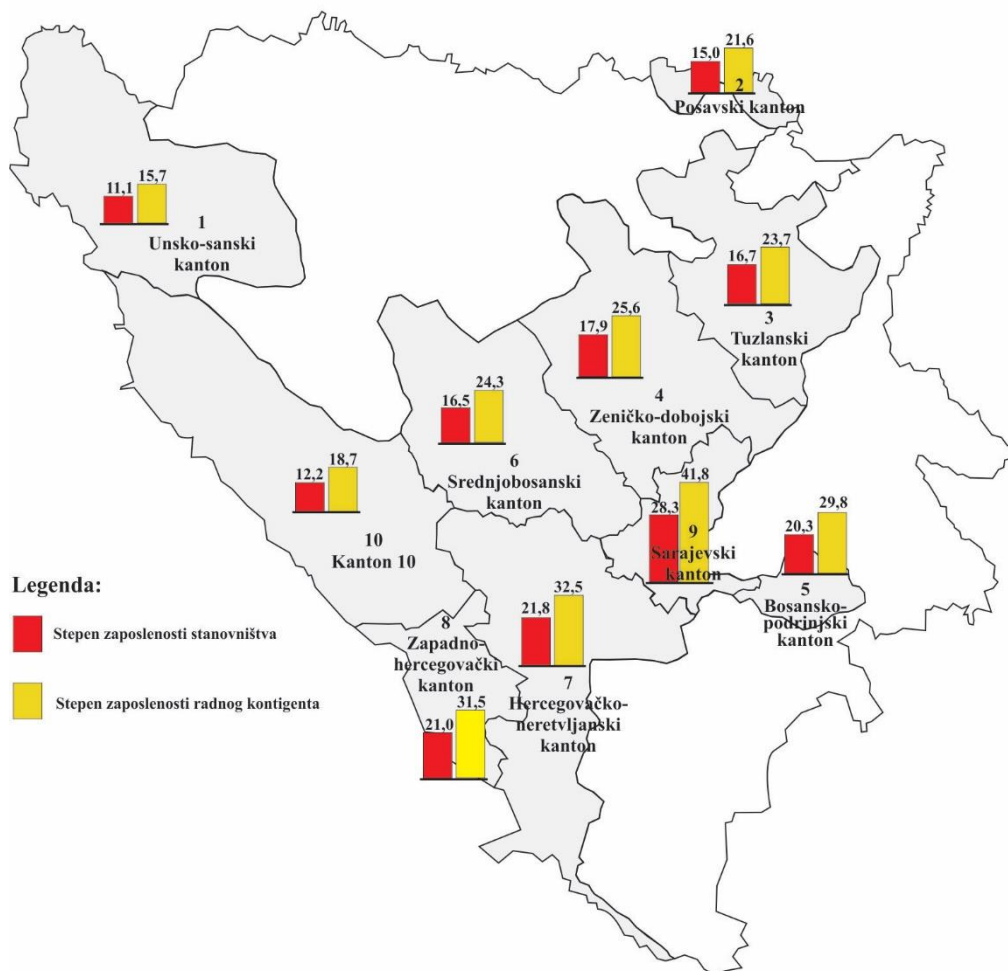 15,0 21,6
2
Posavski kanton
11,1 15,7
1
Unsko-sanski
kanton
16,7 23,7
3
Tuzlanski
kanton
17,9 25,6
4
Zeničko-dobojski
kanton
16,5 24,3
6
Srednjobosanski
kanton
12,2 18,7
10
Kanton 10
28,3 41,8
9
Sarajevski
kanton
20,3 29,8
5
Bosansko-
podrinjski
kanton
21,8 32,5
7
Hercegovačko-
neretvljanski
kanton
8
Zapadno-
hercegovački
kanton
21,0 31,5
Legenda:
Stepen zaposlenosti stanovništva
Stepen zaposlenosti radnog kontigenta